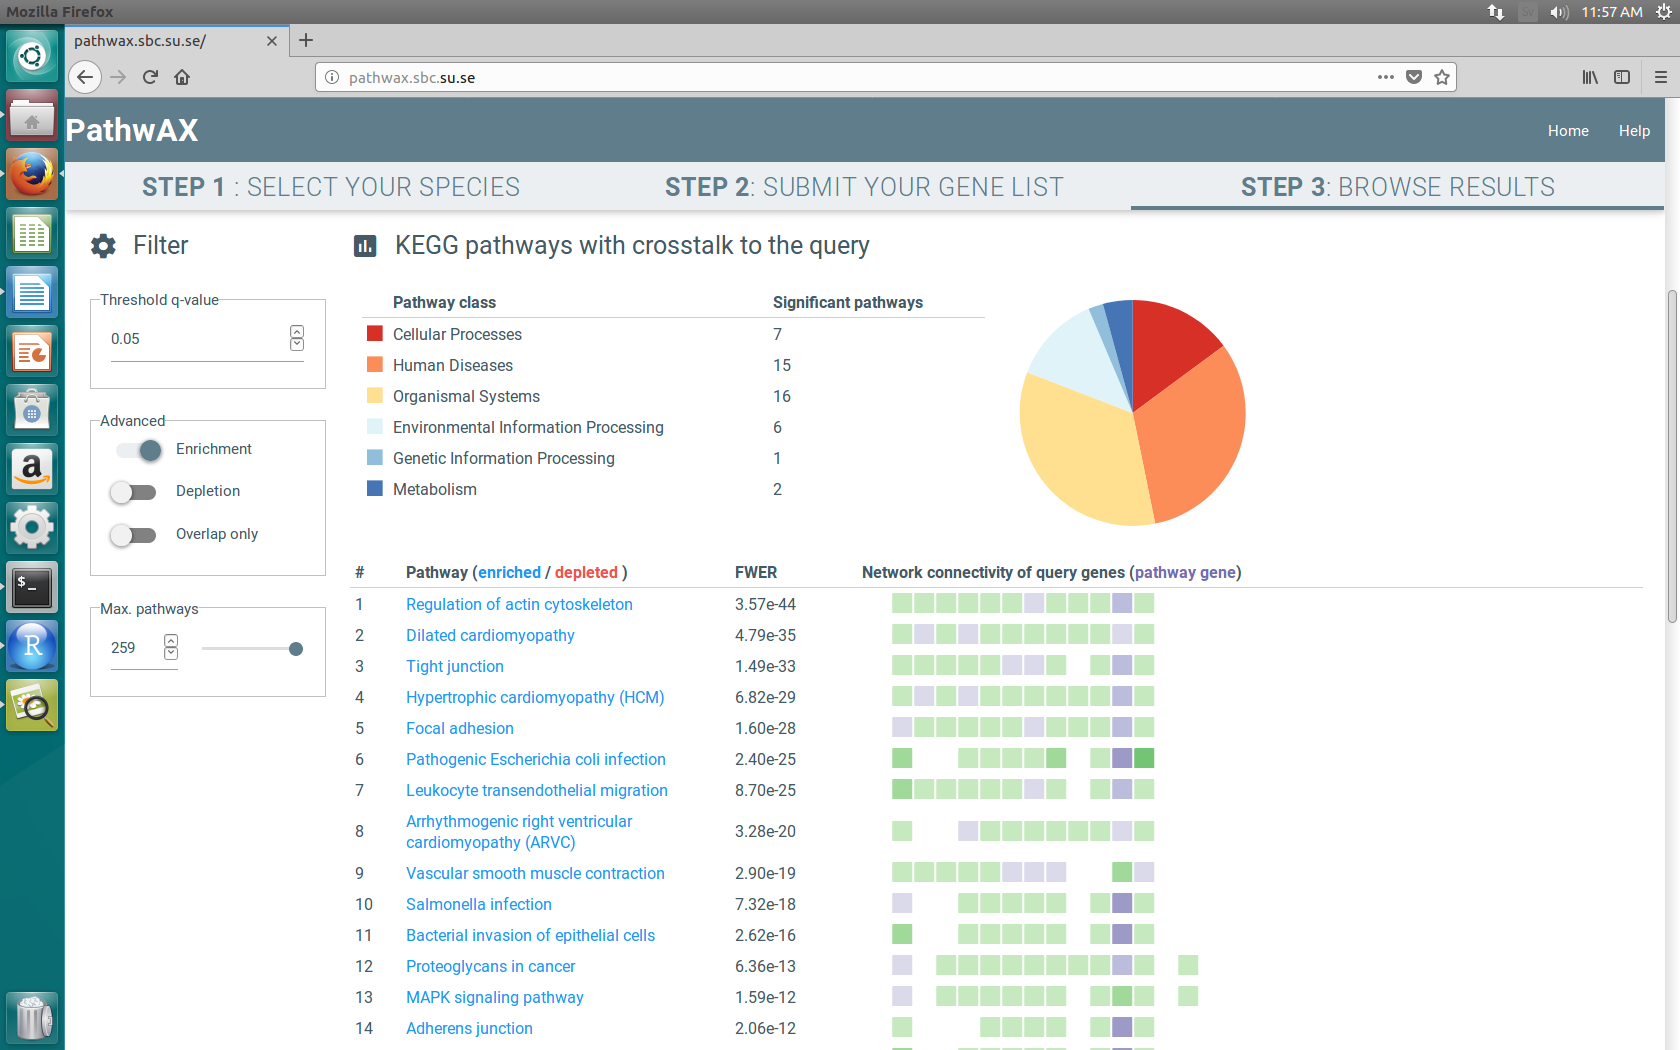 Mozilla Firefox
11:57 AM
pathwax.sbc.su.se/
pathwax.sbc.su.se
PathwAX
Home
Help
STEP 1 : SELECT YOUR SPECIES
STEP 2: SUBMIT YOUR GENE LIST
STEP 3: BROWSE RESULTS
Filter
Threshold q-value
0.05
Advanced
Enrichment
Depletion
Overlap only
Max. pathways
259
KEGG pathways with crosstalk to the query
Pathway class Significant pathways
Cellular Processes 7
Human Diseases 15
Organismal Systems 16
Environmental Information Processing 6
Genetic Information Processing 1
Metabolism 2
# Pathway (enriched / depleted ) FWER Network connectivity of query genes (pathway gene)
1 Regulation of actin cytoskeleton 3.57e-44
2 Dilated cardiomyopathy 4.79e-35
3 Tight junction 1.49e-33
4 Hypertrophic cardiomyopathy (HCM) 6.82e-29
5 Focal adhesion 1.60e-28
6 Pathogenic Escherichia coli infection 2.40e-25
7 Leukocyte transendothelial migration 8.70e-25
8 Arrhythmogenic right ventricular cardiomyopathy (ARVC) 3.28e-20
9 Vascular smooth muscle contraction 2.90e-19
10 Salmonella infection 7.32e-18
11 Bacterial invasion of epithelial cells 2.62e-16
12 Proteoglycans in cancer 6.36e-13
13 MAPK signaling pathway 1.59e-12
14 Adherens junction 2.06e-12